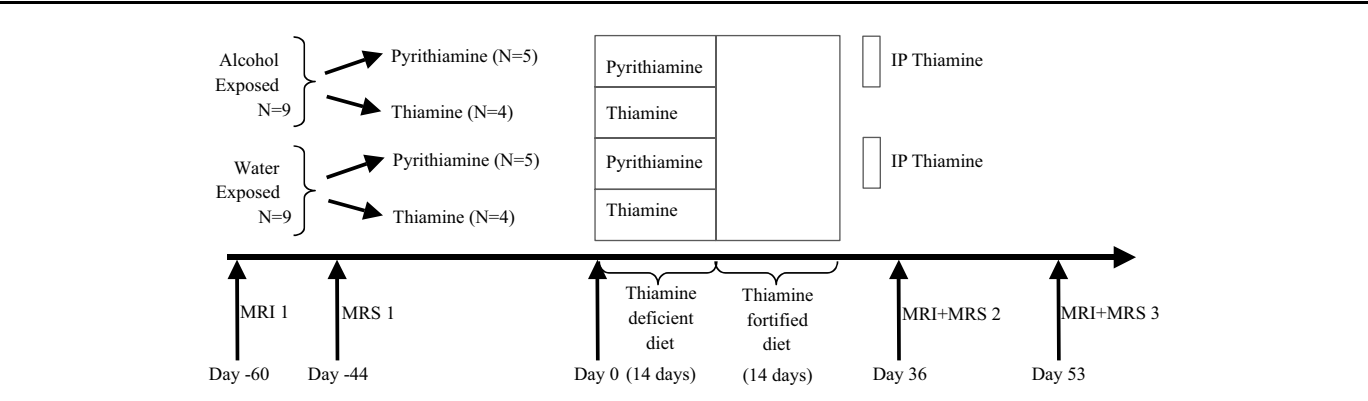 Alcohol
Exposed
N=9
Pyrithiamine (N=5)
Thiamine (N=4)
Water
Exposed
N=9
Pyrithiamine (N=5)
Thiamine (N=4)
Pyrithiamine
Thiamine
Pyrithiamine
Thiamine
IP Thiamine
IP Thiamine
MRI 1
MRS 1
Thiamine
deficient
diet
Thiamine
fortified
diet
MRI+MRS 2
MRI+MRS 3
Day -60
Day -44
Day 0
(14 days)
(14 days)
Day 36
Day 53